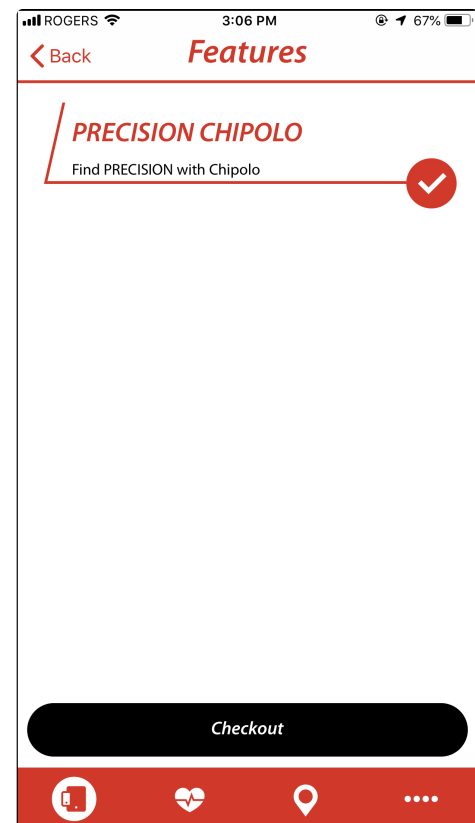 ROGERS 3:06 PM 67%
Back Features
PRECISION CHIPOLO
Find PRECISION with Chipolo
Checkout